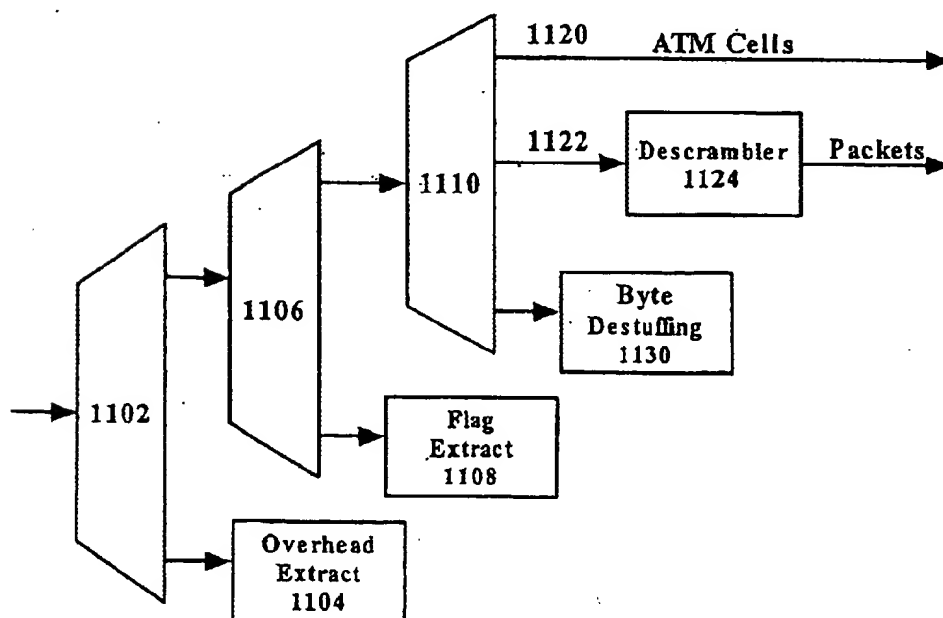 1120 ATM Cells
1122
Descrambler
1124
Packets
1110
1106
Byte
Destuffing
1130
1102
Flag
Extract
1108
Overhead
Extract
1104